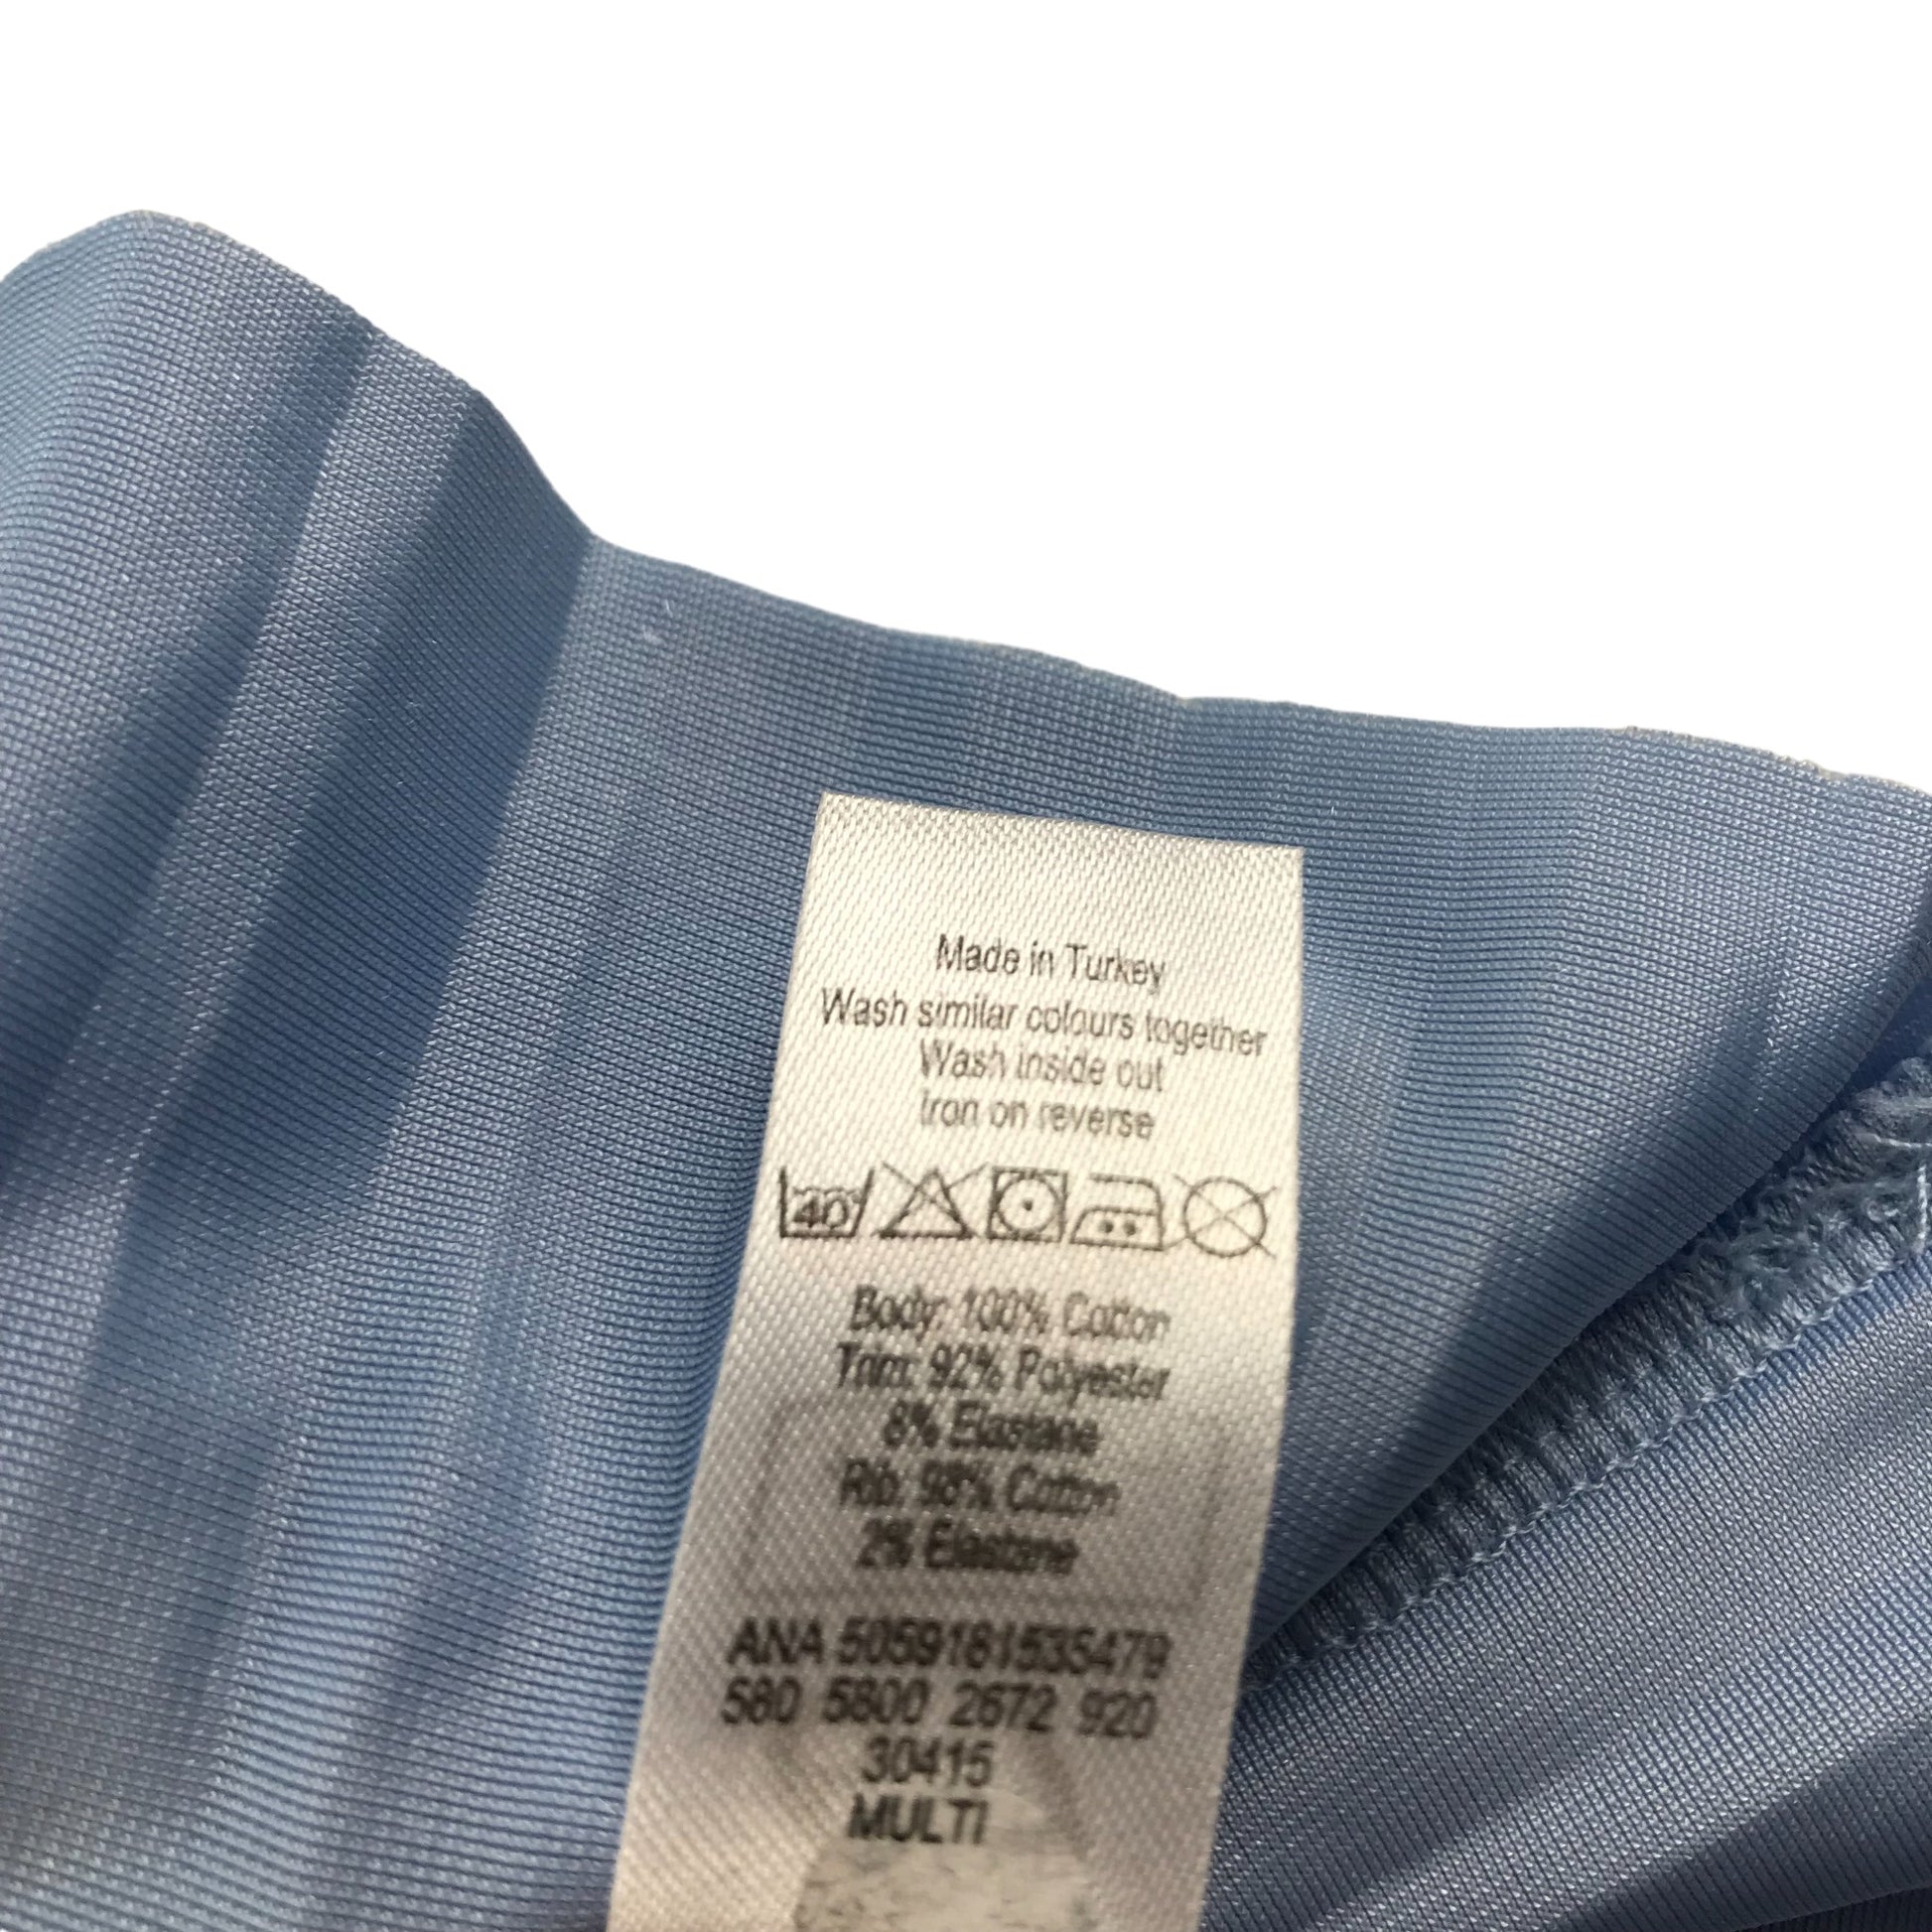 Made in Turkey
Wash similar colours together
Wash inside out
Iron on reverse
40
Body: 100% Cotton
Trim: 92% Polyester
8% Elastane
Rib: 98% Cotton
2% Elastane
ANA 5059181535479
580 5800 2672 920
30415
MULTI